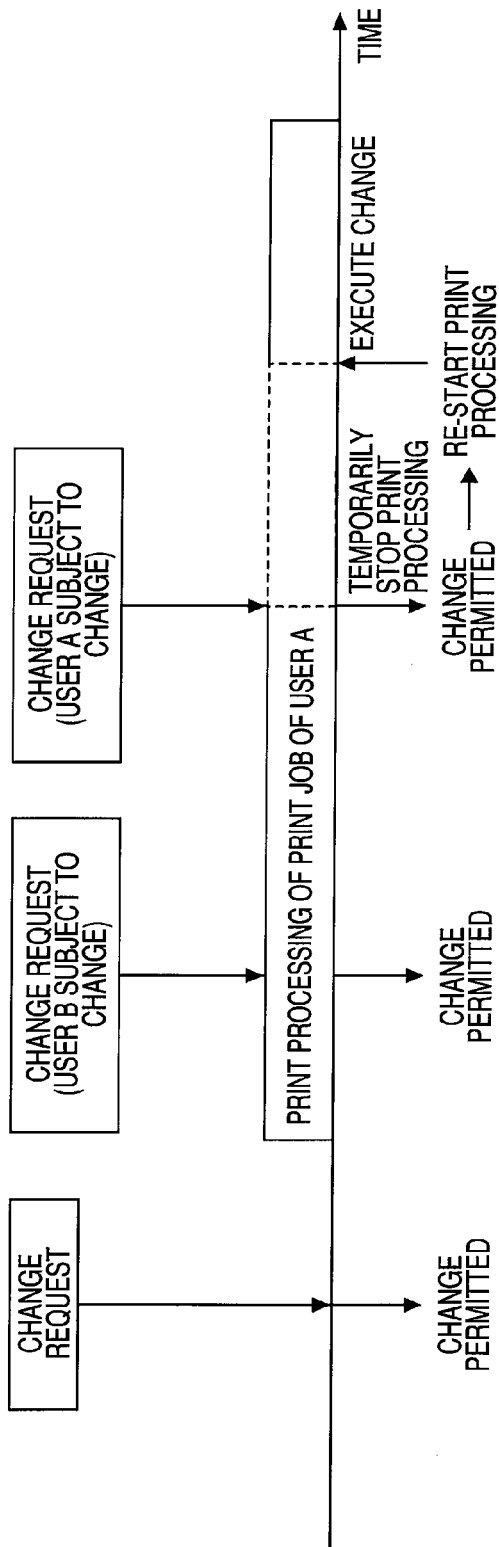 CHANGE
REQUEST
CHANGE REQUEST
(USER B SUBJECT TO
CHANGE)
CHANGE REQUEST
(USER A SUBJECT TO
CHANGE)
PRINT PROCESSING OF PRINT JOB OF USER A
TEMPORARILY
STOP PRINT
PROCESSING
EXECUTE CHANGE
TIME
CHANGE
PERMITTED
CHANGE
PERMITTED
CHANGE
PERMITTED
RE-START PRINT
PROCESSING